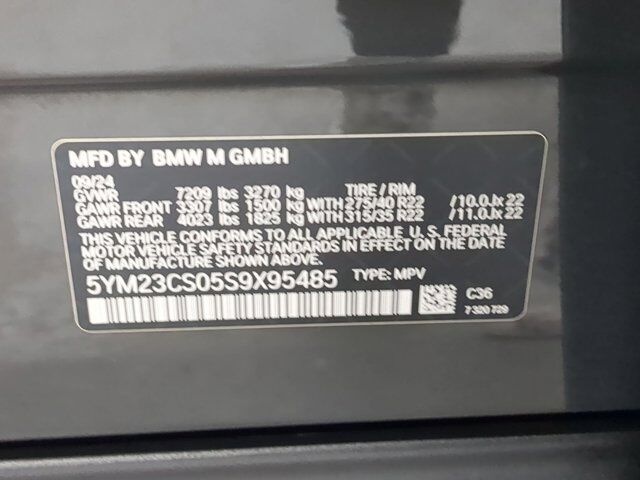 MFD BY BMW M GMBH
09/24
GVWR 7209 lbs 3270 kg TIRE / RIM
GAWR FRONT 3307 lbs 1500 kg WITH 275/40 R22 /10.0Jx22
GAWR REAR 4023 lbs 1825 kg WITH 315/35 R22 /11.0Jx22
THIS VEHICLE CONFORMS TO ALL APPLICABLE U. S. FEDERAL
MOTOR VEHICLE SAFETY STANDARDS IN EFFECT ON THE DATE
OF MANUFACTURE SHOWN ABOVE.
5YM23CS05S9X95485 TYPE: MPV
C36
7 320 729